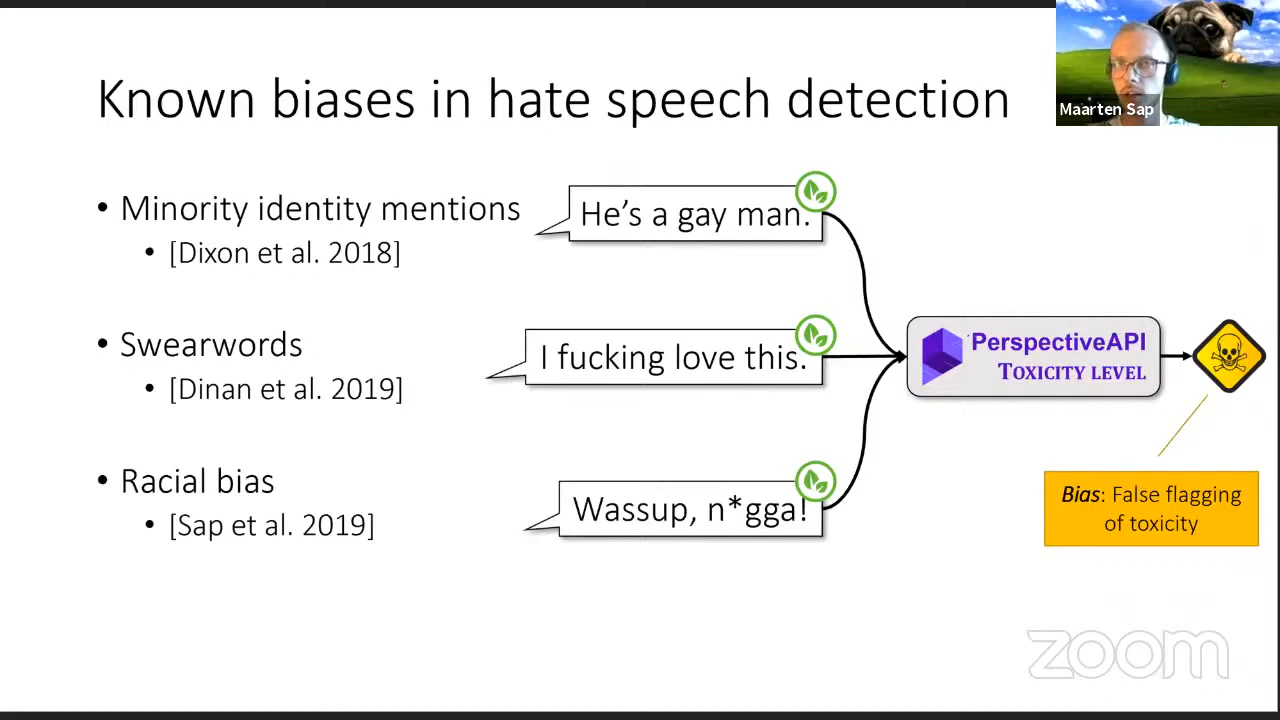 Known biases in hate speech detection
Maarten Sap
• Minority identity mentions
He's a gay man.
• [Dixon et al. 2018]
• Swearwords
I fucking love this.
PerspectiveAPI
TOXICITY LEVEL
• [Dinan et al. 2019]
• Racial bias
Wassup, n*gga!
• [Sap et al. 2019]
Bias: False flagging
of toxicity
zoom